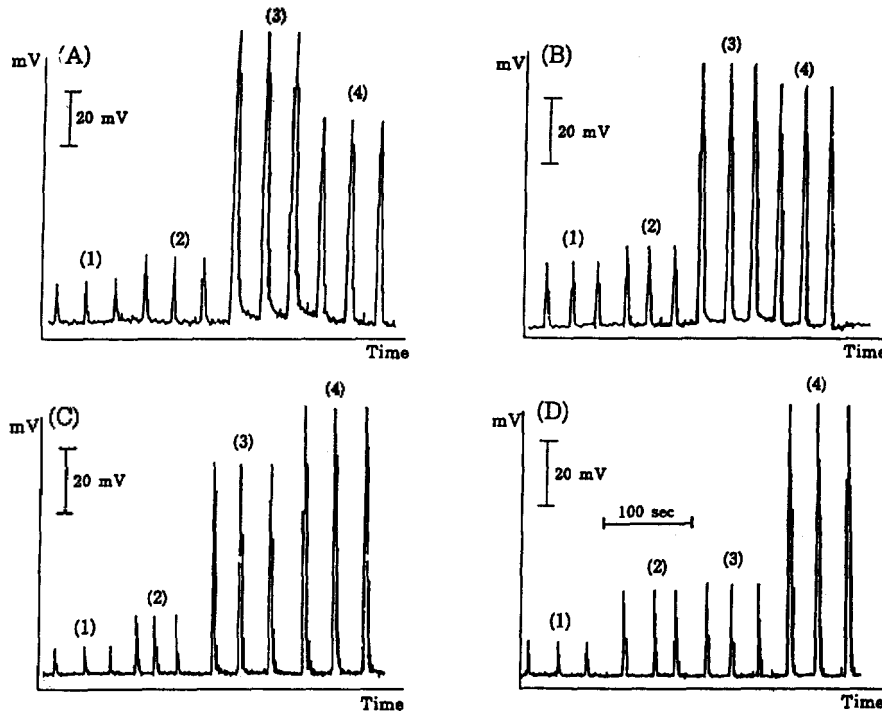 mV (A)
20 mV
(1)
(2)
(3)
(4)
Time
mV (B)
20 mV
(1)
(2)
(3)
(4)
Time
mV (C)
20 mV
(1)
(2)
(3)
(4)
Time
mV (D)
20 mV
100 sec
(1)
(2)
(3)
(4)
Time